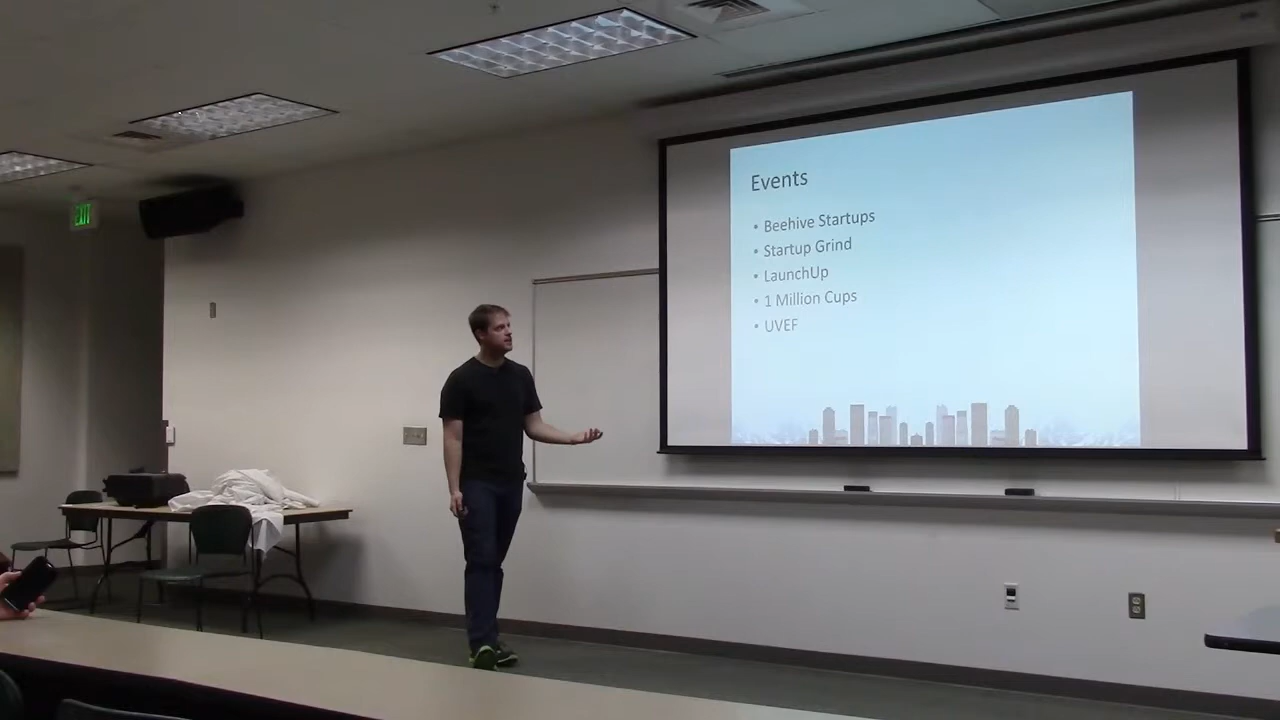 EXIT
Events
• Beehive Startups
• Startup Grind
• LaunchUp
• 1 Million Cups
• UVEF